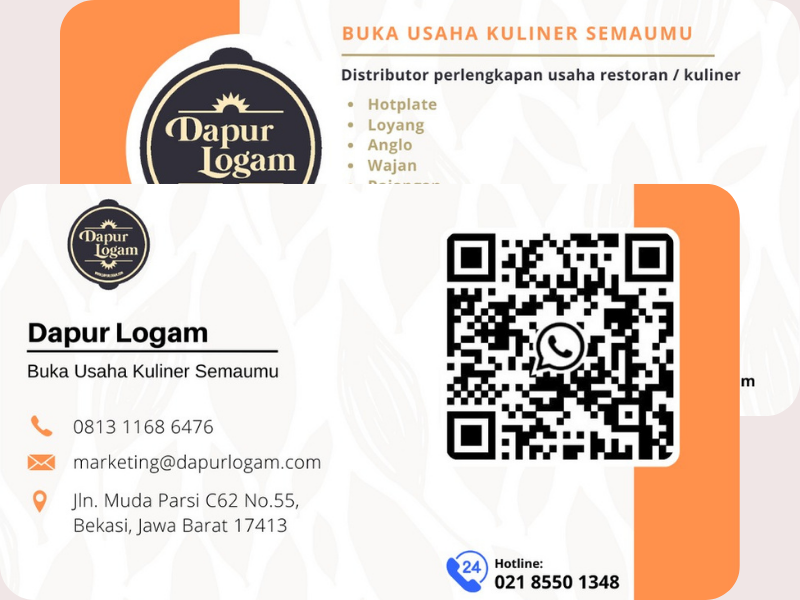 BUKA USAHA KULINER SEMAUMU
Distributor perlengkapan usaha restoran / kuliner
• Hotplate
• Loyang
• Anglo
• Wajan
Dapur
Logam
Dapur
Logam
Dapur Logam
Buka Usaha Kuliner Semaumu
0813 1168 6476
marketing@dapurlogam.com
Jln. Muda Parsi C62 No.55,
Bekasi, Jawa Barat 17413
24
Hotline:
021 8550 1348